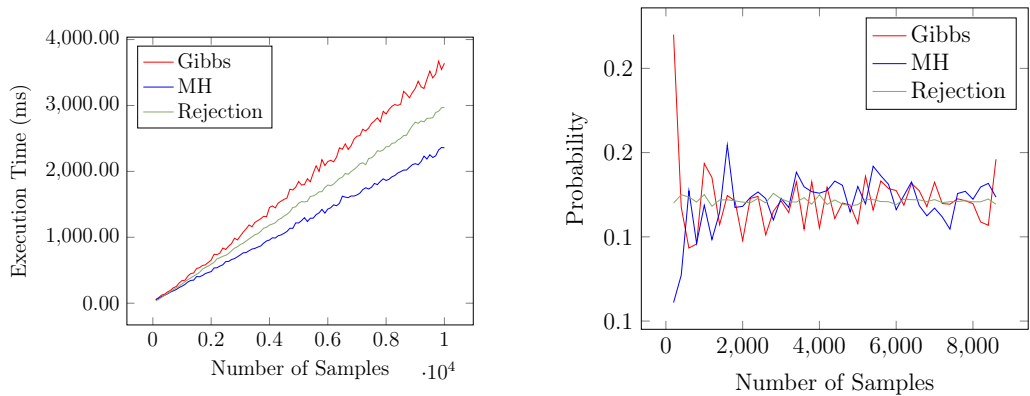 4,000.00
3,000.00
2,000.00
1,000.00
0.00
Execution Time (ms)
Gibbs
MH
Rejection
0 0.2 0.4 0.6 0.8 1
Number of Samples ·10⁴
0.2
0.2
0.1
0.1
Probability
Gibbs
MH
Rejection
0 2,000 4,000 6,000 8,000
Number of Samples